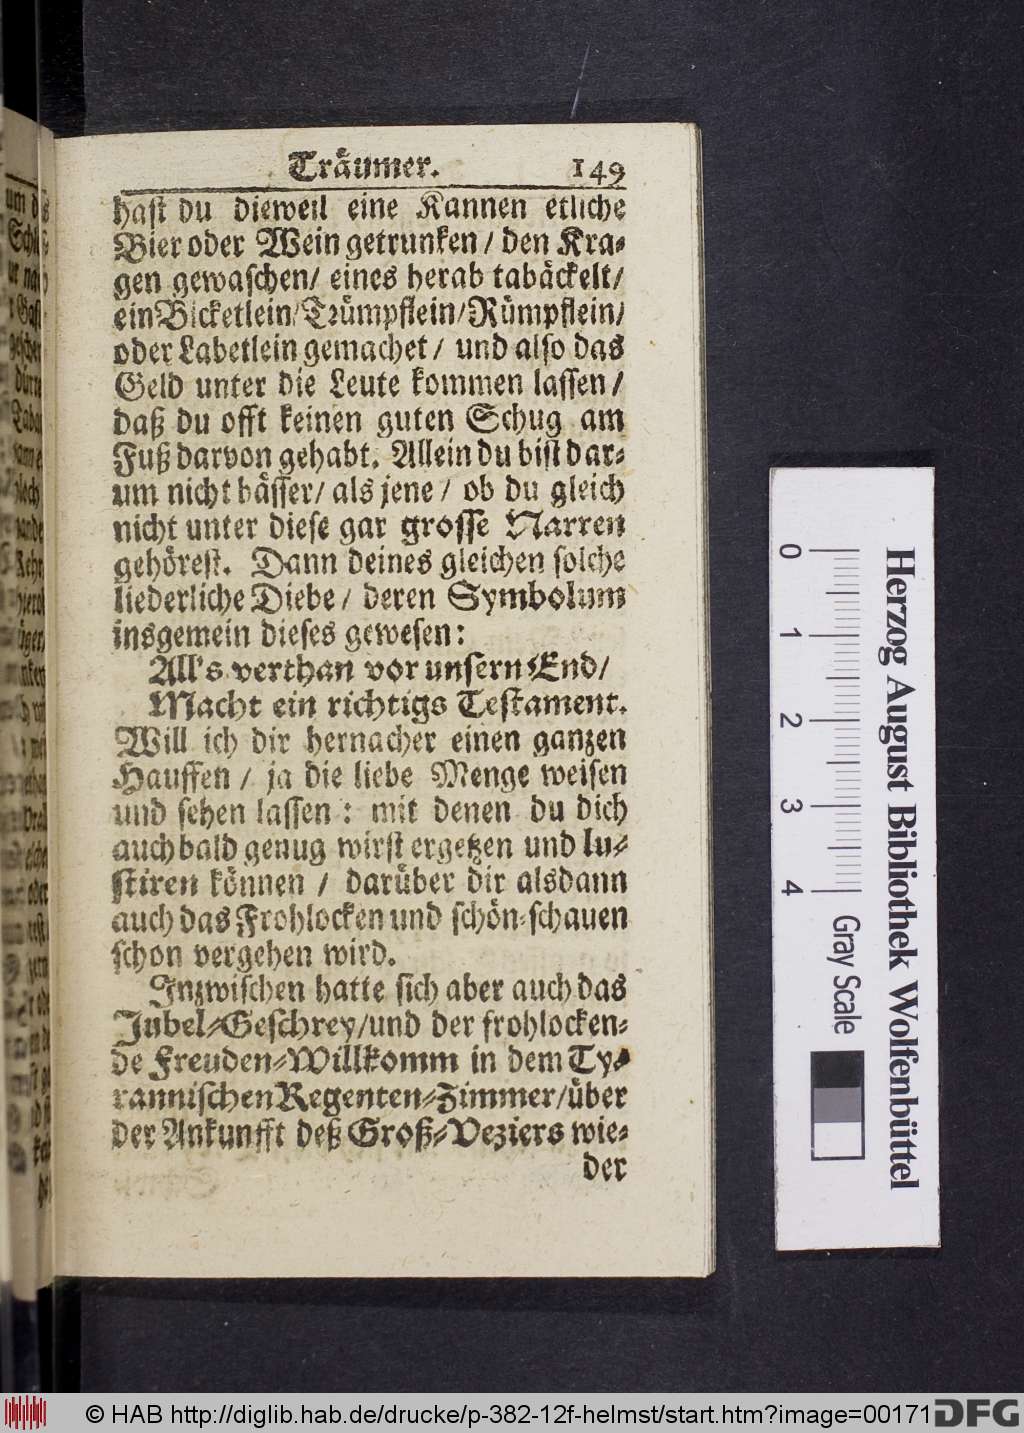 Träumer. 149
hast du dieweil eine Kannen etliche
Bier oder Wein getrunken / den Kra-
gen gewaschen / eines herab tabäckelt /
ein Bicketlein / Trümpflein / Rümpflein /
oder Labetlein gemachet / und also das
Geld unter die Leute kommen lassen /
daß du offt keinen guten Schug am
Fuß darvon gehabt. Allein du bist dar-
um nicht bässer / als jene / ob du gleich
nicht unter diese gar grosse Narren
gehörest. Dann deines gleichen solche
liederliche Diebe / deren Symbolum
insgemein dieses gewesen:
All's verthan vor unsern End /
Macht ein richtigs Testament.
Will ich dir hernacher einen ganzen
Hauffen / ja die liebe Menge weisen
und sehen lassen: mit denen du dich
auch bald genug wirst ergetzen und lu-
stiren können / darüber dir alsdann
auch das Frohlocken und schön-schauen
schon vergehen wird.
Inzwischen hatte sich aber auch das
Jubel-Geschrey / und der frohlocken-
de Freuden-Willkomm in dem Ty-
rannischen Regenten-Zimmer / über
der Ankunfft deß Groß-Veziers wie-
der
0 1 2 3 4
Gray Scale
Herzog August Bibliothek Wolfenbüttel
© HAB http://diglib.hab.de/drucke/p-382-12f-helmst/start.htm?image=00171
DFG